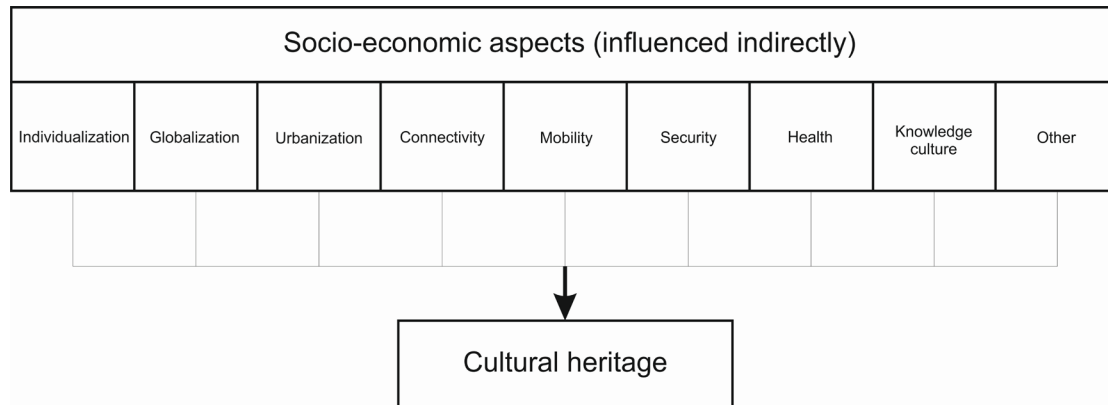 Socio-economic aspects (influenced indirectly)
Individualization
Globalization
Urbanization
Connectivity
Mobility
Security
Health
Knowledge
culture
Other
Cultural heritage